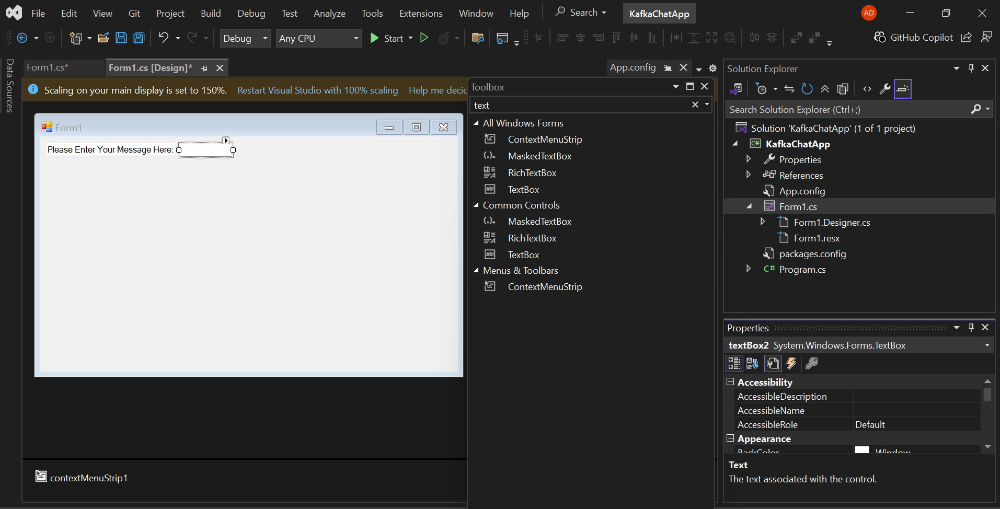 File Edit View Git Project Build Debug Test Analyze Tools Extensions Window Help Search KafkaChatApp AD
Debug Any CPU Start GitHub Copilot
Data Sources
Form1.cs* Form1.cs [Design]* App.config
Scaling on your main display is set to 150%. Restart Visual Studio with 100% scaling Help me decid
Form1
Please Enter Your Message Here:
contextMenuStrip1
Toolbox
text
All Windows Forms
ContextMenuStrip
MaskedTextBox
RichTextBox
TextBox
Common Controls
MaskedTextBox
RichTextBox
TextBox
Menus & Toolbars
ContextMenuStrip
Solution Explorer
Search Solution Explorer (Ctrl+;)
Solution 'KafkaChatApp' (1 of 1 project)
C# KafkaChatApp
Properties
References
App.config
Form1.cs
Form1.Designer.cs
Form1.resx
packages.config
C# Program.cs
Properties
textBox2 System.Windows.Forms.TextBox
Accessibility
AccessibleDescription
AccessibleName
AccessibleRole Default
Appearance
BackColor Window
Text
The text associated with the control.